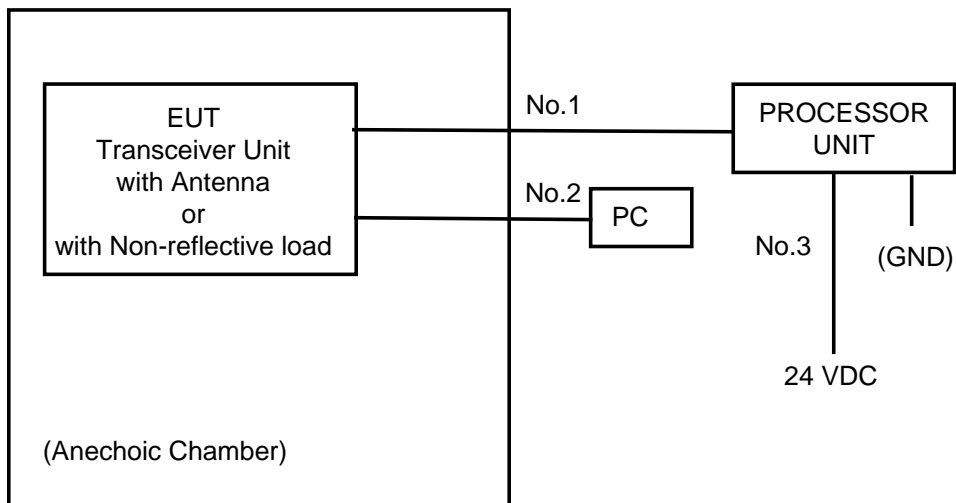 EUT
Transceiver Unit
with Antenna
or
with Non-reflective load
No.1
PROCESSOR
UNIT
No.2
PC
No.3
(GND)
24 VDC
(Anechoic Chamber)